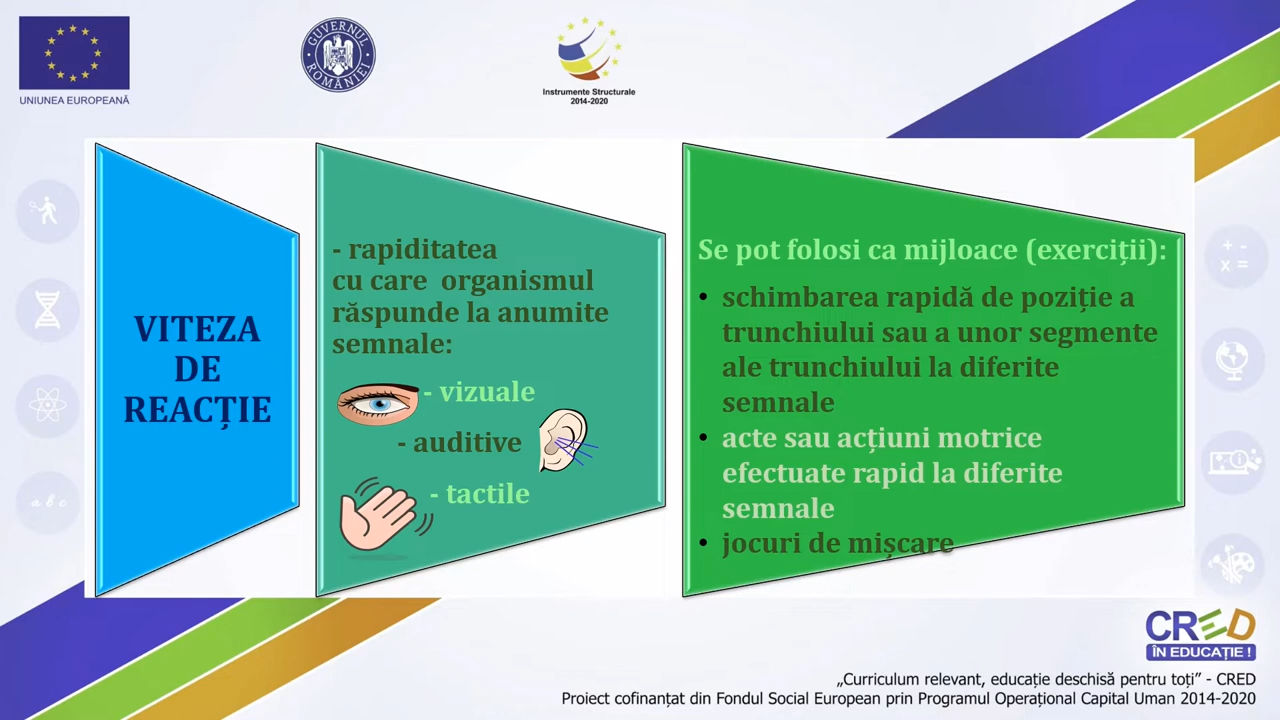 UNIUNEA EUROPEANĂ
GUVERNUL ROMÂNIEI
Instrumente Structurale
2014-2020
VITEZA
DE
REACȚIE
- rapiditatea
cu care organismul
răspunde la anumite
semnale:
- vizuale
- auditive
- tactile
Se pot folosi ca mijloace (exerciții):
• schimbarea rapidă de poziție a
trunchiului sau a unor segmente
ale trunchiului la diferite
semnale
• acte sau acțiuni motrice
efectuate rapid la diferite
semnale
• jocuri de mișcare
+ -
x =
a b c
CRED
ÎN EDUCAȚIE !
„Curriculum relevant, educație deschisă pentru toți” - CRED
Proiect cofinanțat din Fondul Social European prin Programul Operațional Capital Uman 2014-2020